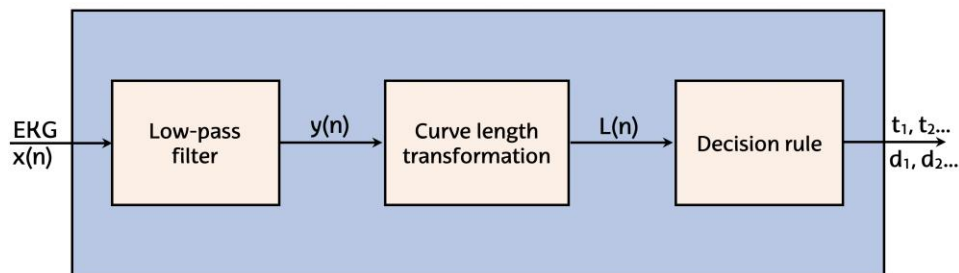 EKG
x(n)
Low-pass
filter
y(n)
Curve length
transformation
L(n)
Decision rule
t₁, t₂...
d₁, d₂...